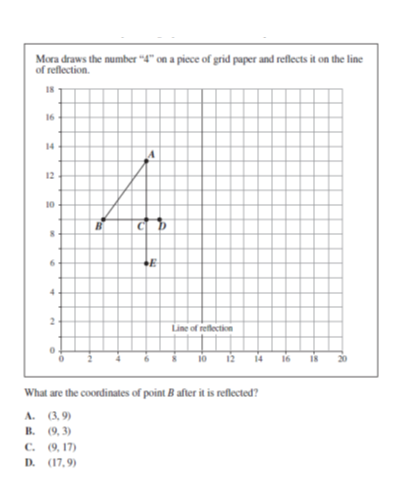 Mora draws the number “4” on a piece of grid paper and reflects it on the line
of reflection.
18
16
14
A
12
10
B C D
8
6
E
4
2
Line of reflection
0
0 2 4 6 8 10 12 14 16 18 20
What are the coordinates of point B after it is reflected?
A. (3, 9)
B. (9, 3)
C. (9, 17)
D. (17, 9)